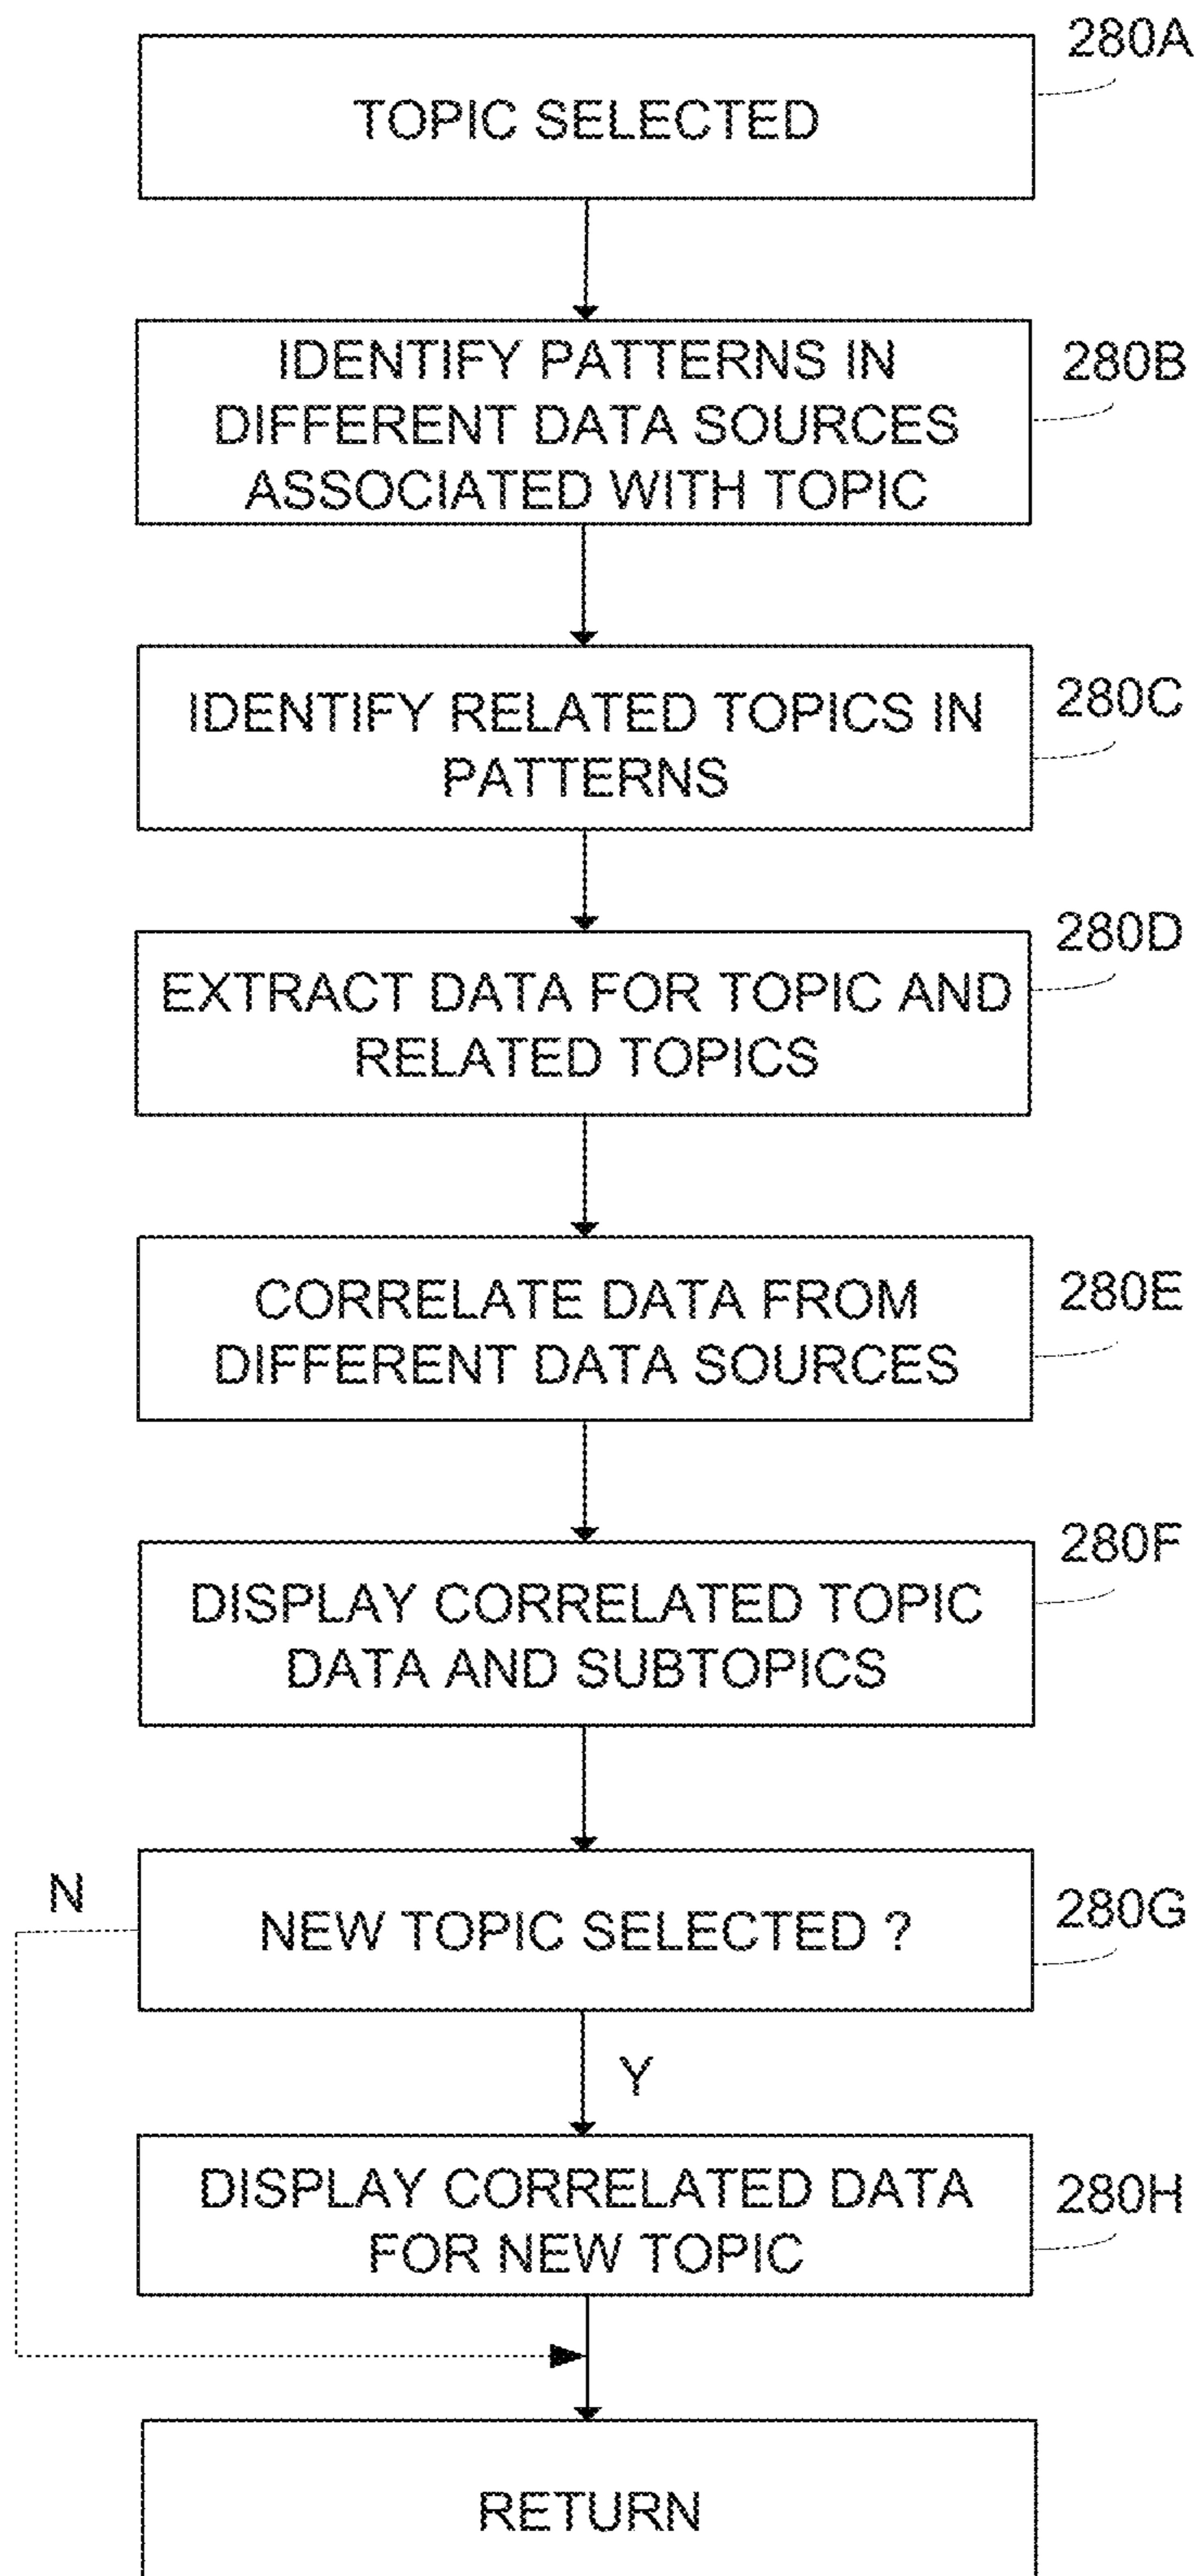 280A
TOPIC SELECTED
280B
IDENTIFY PATTERNS IN
DIFFERENT DATA SOURCES
ASSOCIATED WITH TOPIC
280C
IDENTIFY RELATED TOPICS IN
PATTERNS
280D
EXTRACT DATA FOR TOPIC AND
RELATED TOPICS
280E
CORRELATE DATA FROM
DIFFERENT DATA SOURCES
280F
DISPLAY CORRELATED TOPIC
DATA AND SUBTOPICS
N
280G
NEW TOPIC SELECTED ?
Y
280H
DISPLAY CORRELATED DATA
FOR NEW TOPIC
RETURN